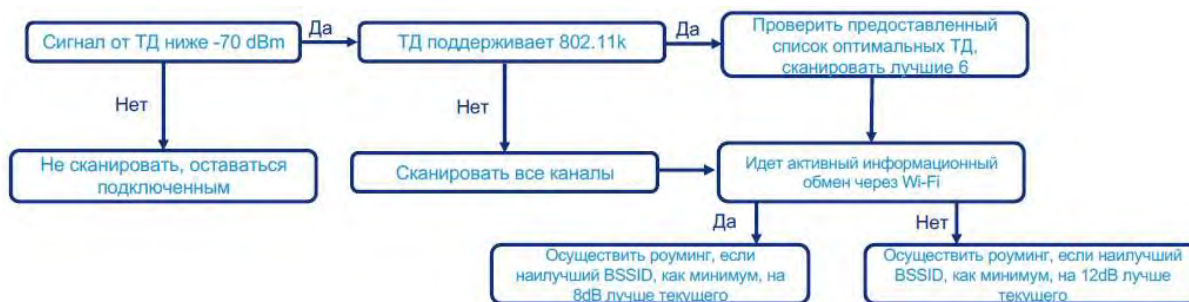 Сигнал от ТД ниже -70 dBm
Да
ТД поддерживает 802.11k
Да
Проверить предоставленный
список оптимальных ТД,
сканировать лучшие 6
Нет
Нет
Не сканировать, оставаться
подключенным
Сканировать все каналы
Идет активный информационный
обмен через Wi-Fi
Да
Нет
Осуществить роуминг, если
наилучший BSSID, как минимум, на
8dB лучше текущего
Осуществить роуминг, если наилучший
BSSID, как минимум, на 12dB лучше
текущего